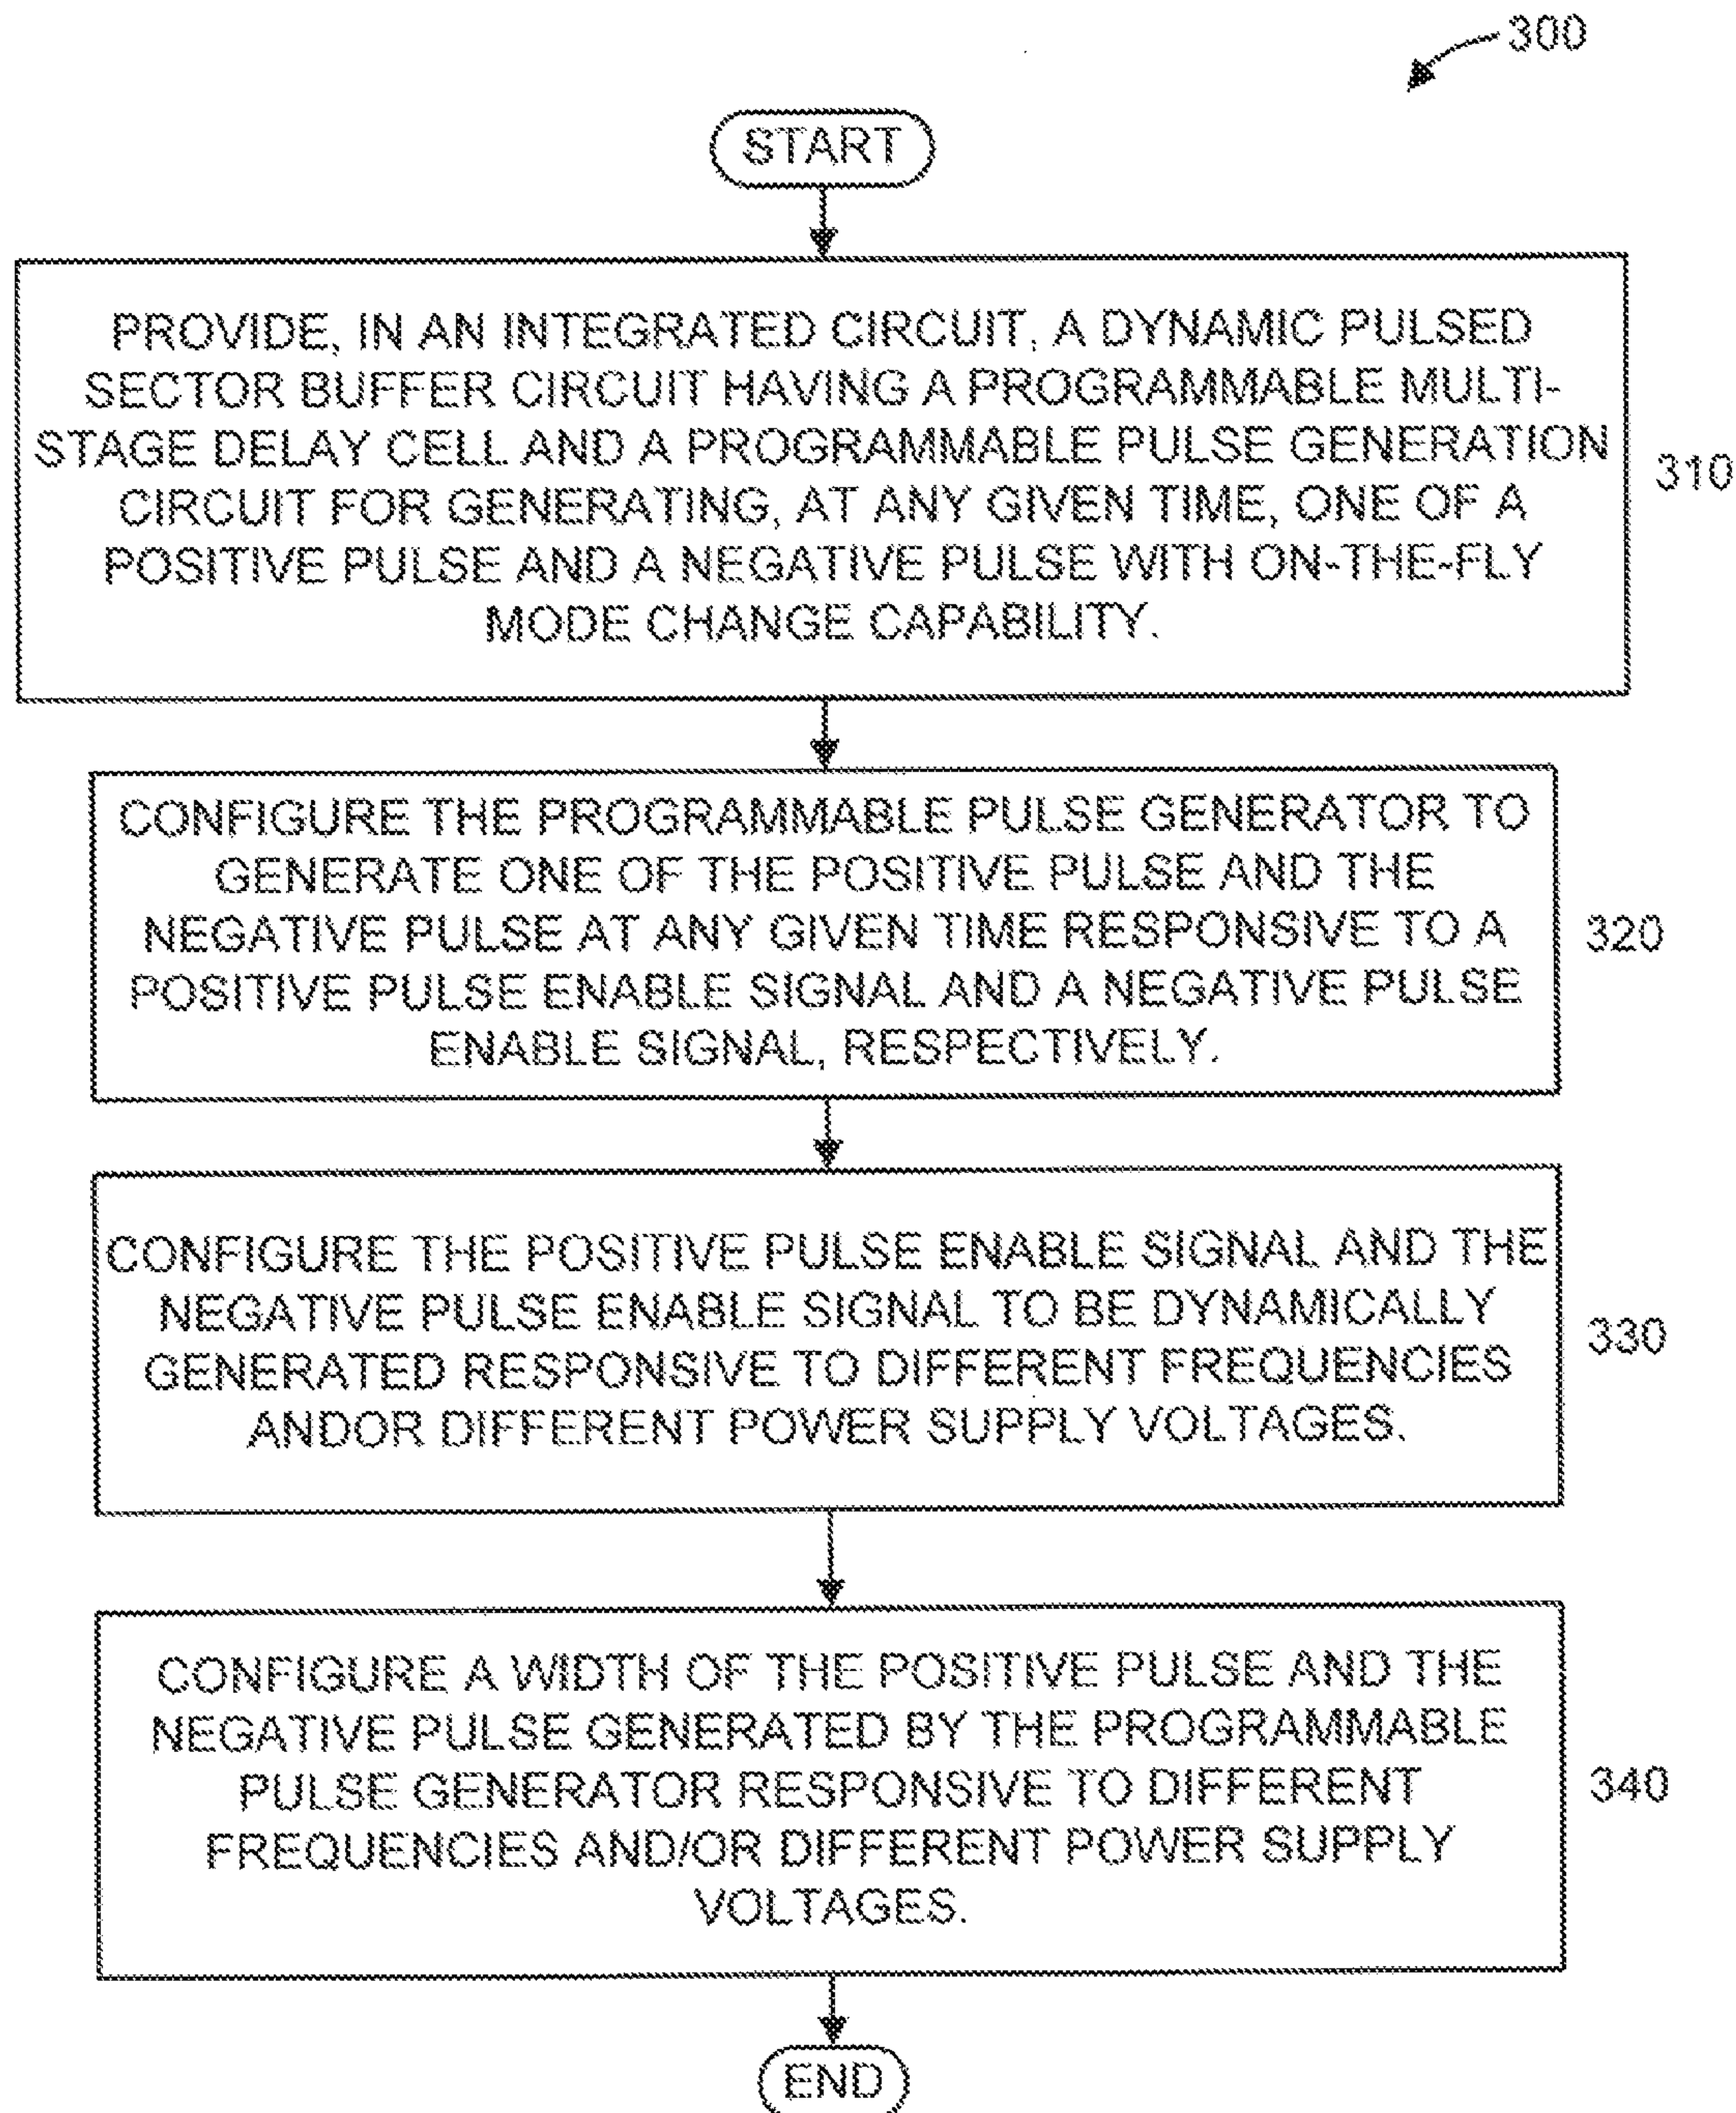 300
START
PROVIDE, IN AN INTEGRATED CIRCUIT, A DYNAMIC PULSED
SECTOR BUFFER CIRCUIT HAVING A PROGRAMMABLE MULTI-
STAGE DELAY CELL AND A PROGRAMMABLE PULSE GENERATION
CIRCUIT FOR GENERATING, AT ANY GIVEN TIME, ONE OF A
POSITIVE PULSE AND A NEGATIVE PULSE WITH ON-THE-FLY
MODE CHANGE CAPABILITY.
310
CONFIGURE THE PROGRAMMABLE PULSE GENERATOR TO
GENERATE ONE OF THE POSITIVE PULSE AND THE
NEGATIVE PULSE AT ANY GIVEN TIME RESPONSIVE TO A
POSITIVE PULSE ENABLE SIGNAL AND A NEGATIVE PULSE
ENABLE SIGNAL, RESPECTIVELY.
320
CONFIGURE THE POSITIVE PULSE ENABLE SIGNAL AND THE
NEGATIVE PULSE ENABLE SIGNAL TO BE DYNAMICALLY
GENERATED RESPONSIVE TO DIFFERENT FREQUENCIES
ANDOR DIFFERENT POWER SUPPLY VOLTAGES.
330
CONFIGURE A WIDTH OF THE POSITIVE PULSE AND THE
NEGATIVE PULSE GENERATED BY THE PROGRAMMABLE
PULSE GENERATOR RESPONSIVE TO DIFFERENT
FREQUENCIES AND/OR DIFFERENT POWER SUPPLY
VOLTAGES.
340
END